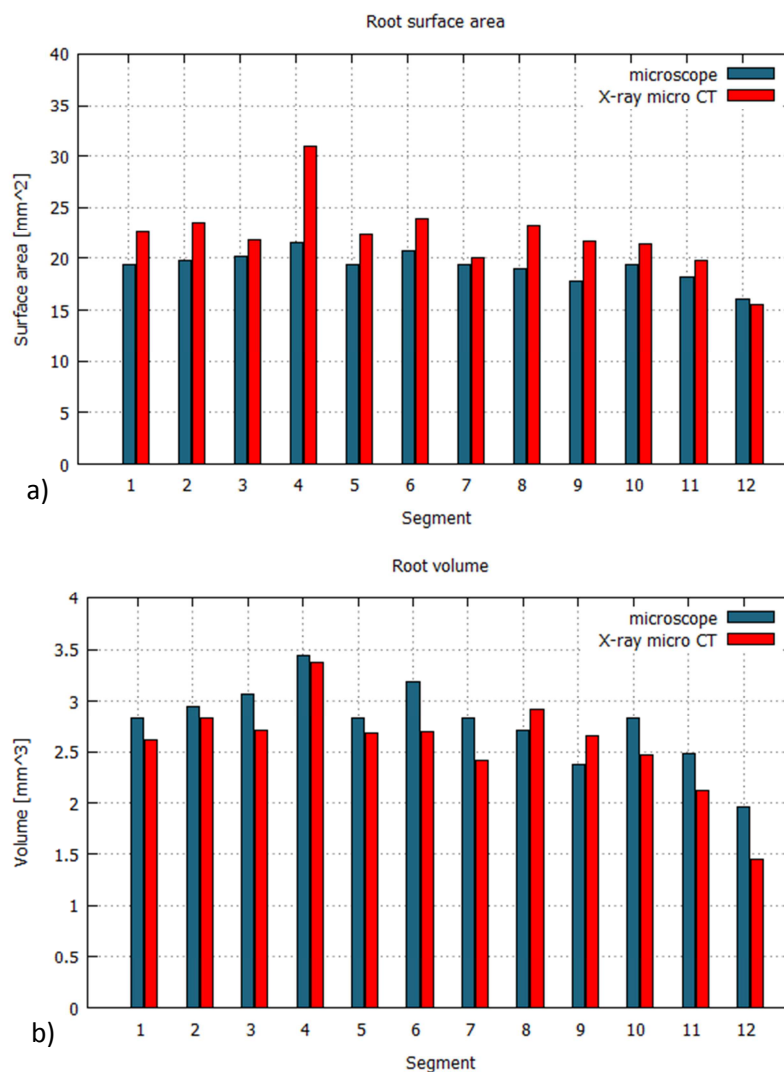 Root surface area
40
35
30
25
20
15
10
5
0
Surface area [mm^2]
microscope
X-ray micro CT
1 2 3 4 5 6 7 8 9 10 11 12
Segment
a)
Root volume
4
3.5
3
2.5
2
1.5
1
0.5
0
Volume [mm^3]
microscope
X-ray micro CT
1 2 3 4 5 6 7 8 9 10 11 12
Segment
b)